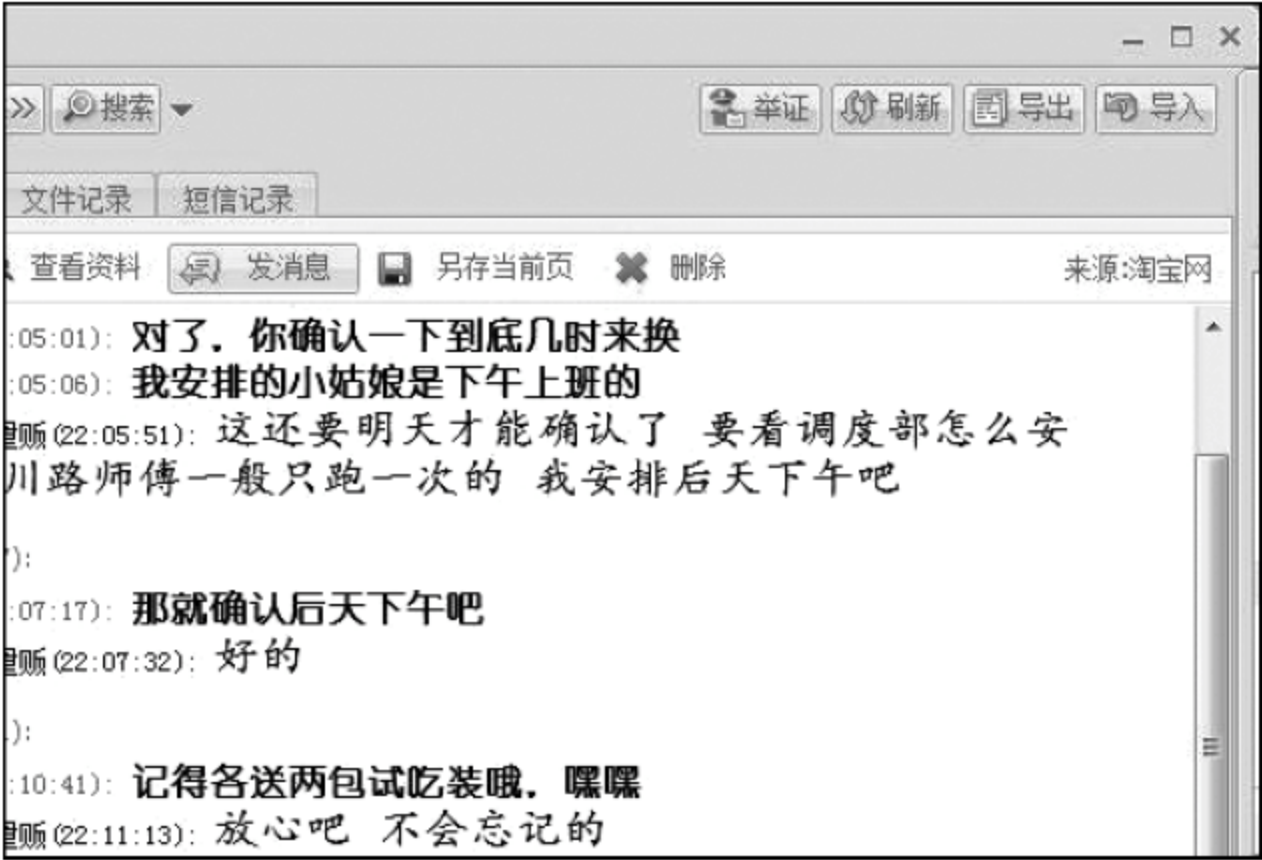 搜索 举证 刷新 导出 导入
文件记录 短信记录
查看资料 发消息 另存当前页 删除 来源:淘宝网
:05:01): 对了．你确认一下到底几时来换
:05:06): 我安排的小姑娘是下午上班的
贩(22:05:51): 这还要明天才能确认了 要看调度部怎么安
川路师傅一般只跑一次的 我安排后天下午吧
):
:07:17): 那就确认后天下午吧
贩(22:07:32): 好的
):
:10:41): 记得各送两包试吃装哦．嘿嘿
贩(22:11:13): 放心吧 不会忘记的